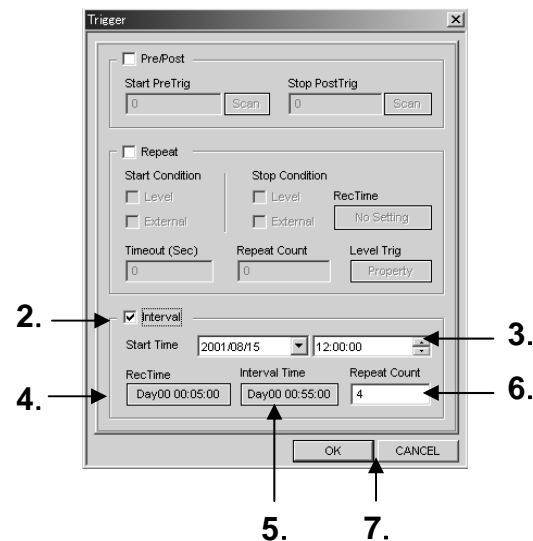 Trigger
Pre/Post
Start PreTrig Stop PostTrig
0 Scan 0 Scan
Repeat
Start Condition Stop Condition
Level Level RecTime
External External No Setting
Timeout (Sec) Repeat Count Level Trig
0 0 Property
2. Interval
Start Time 2001/08/15 12:00:00 3.
RecTime Interval Time Repeat Count
4. Day00 00:05:00 Day00 00:55:00 4 6.
OK CANCEL
5. 7.